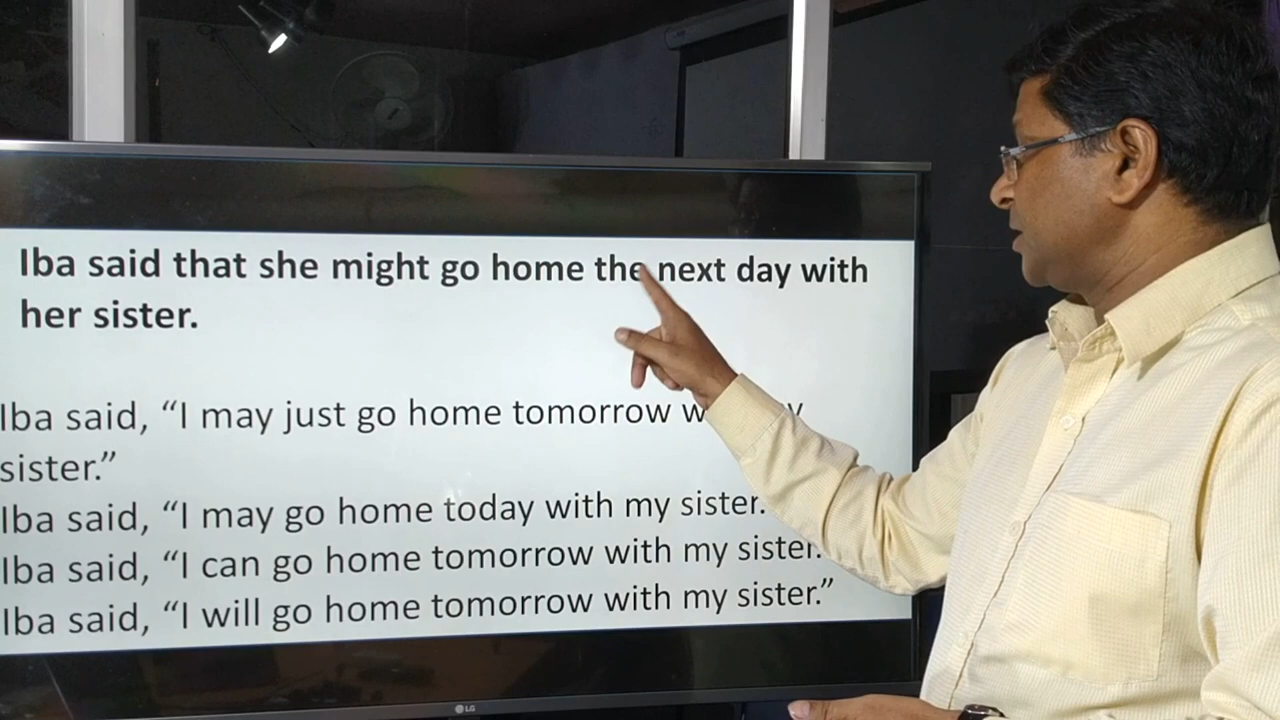 Iba said that she might go home the next day with
her sister.
Iba said, “I may just go home tomorrow
sister.”
Iba said, “I may go home today with my sister.
Iba said, “I can go home tomorrow with my sister.
Iba said, “I will go home tomorrow with my sister.”
LG